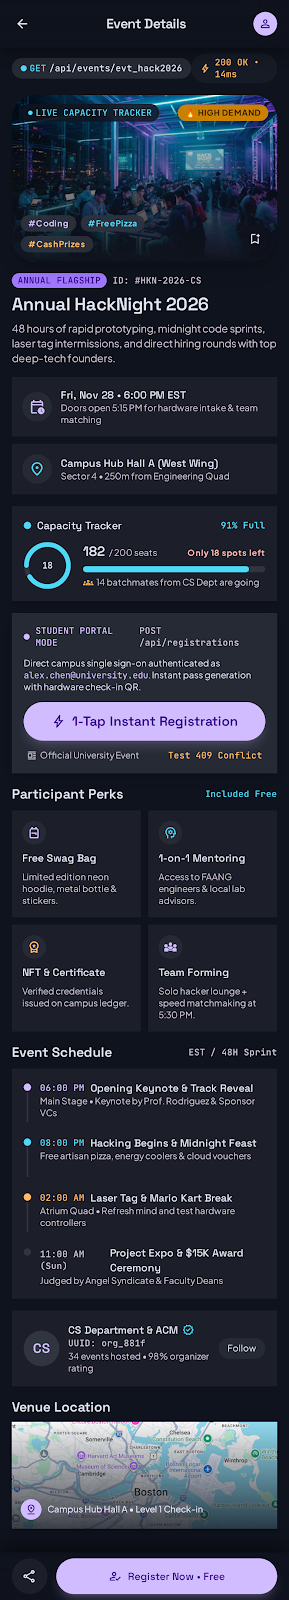 Event Details
GET /api/events/evt_hack2026
200 OK •
14ms
LIVE CAPACITY TRACKER
🔥 HIGH DEMAND
#Coding
#FreePizza
#CashPrizes
ANNUAL FLAGSHIP ID: #HKN-2026-CS
Annual HackNight 2026
48 hours of rapid prototyping, midnight code sprints,
laser tag intermissions, and direct hiring rounds with top
deep-tech founders.
Fri, Nov 28 • 6:00 PM EST
Doors open 5:15 PM for hardware intake & team
matching
Campus Hub Hall A (West Wing)
Sector 4 • 250m from Engineering Quad
Capacity Tracker
91% Full
18
182 / 200 seats
Only 18 spots left
14 batchmates from CS Dept are going
STUDENT PORTAL
MODE
POST
/api/registrations
Direct campus single sign-on authenticated as
alex.chen@university.edu. Instant pass generation
with hardware check-in QR.
1-Tap Instant Registration
Official University Event
Test 409 Conflict
Participant Perks
Included Free
Free Swag Bag
Limited edition neon
hoodie, metal bottle &
stickers.
1-on-1 Mentoring
Access to FAANG
engineers & local lab
advisors.
NFT & Certificate
Verified credentials
issued on campus ledger.
Team Forming
Solo hacker lounge +
speed matchmaking at
5:30 PM.
Event Schedule
EST / 48H Sprint
06:00 PM Opening Keynote & Track Reveal
Main Stage • Keynote by Prof. Rodriguez & Sponsor
VCs
08:00 PM Hacking Begins & Midnight Feast
Free artisan pizza, energy coolers & cloud vouchers
02:00 AM Laser Tag & Mario Kart Break
Atrium Quad • Refresh mind and test hardware
controllers
11:00 AM
(Sun)
Project Expo & $15K Award
Ceremony
Judged by Angel Syndicate & Faculty Deans
CS
CS Department & ACM
UUID: org_881f
34 events hosted • 98% organizer
rating
Follow
Venue Location
Somerville
Chelsea
BEACHMONT
Harvard Art Museums
CHARLESTOWN
EAST BOSTON
Winthrop
Museum of Science
Cambridge
Boston
Campus Hub Hall A • Level 1 Check-in
Register Now • Free